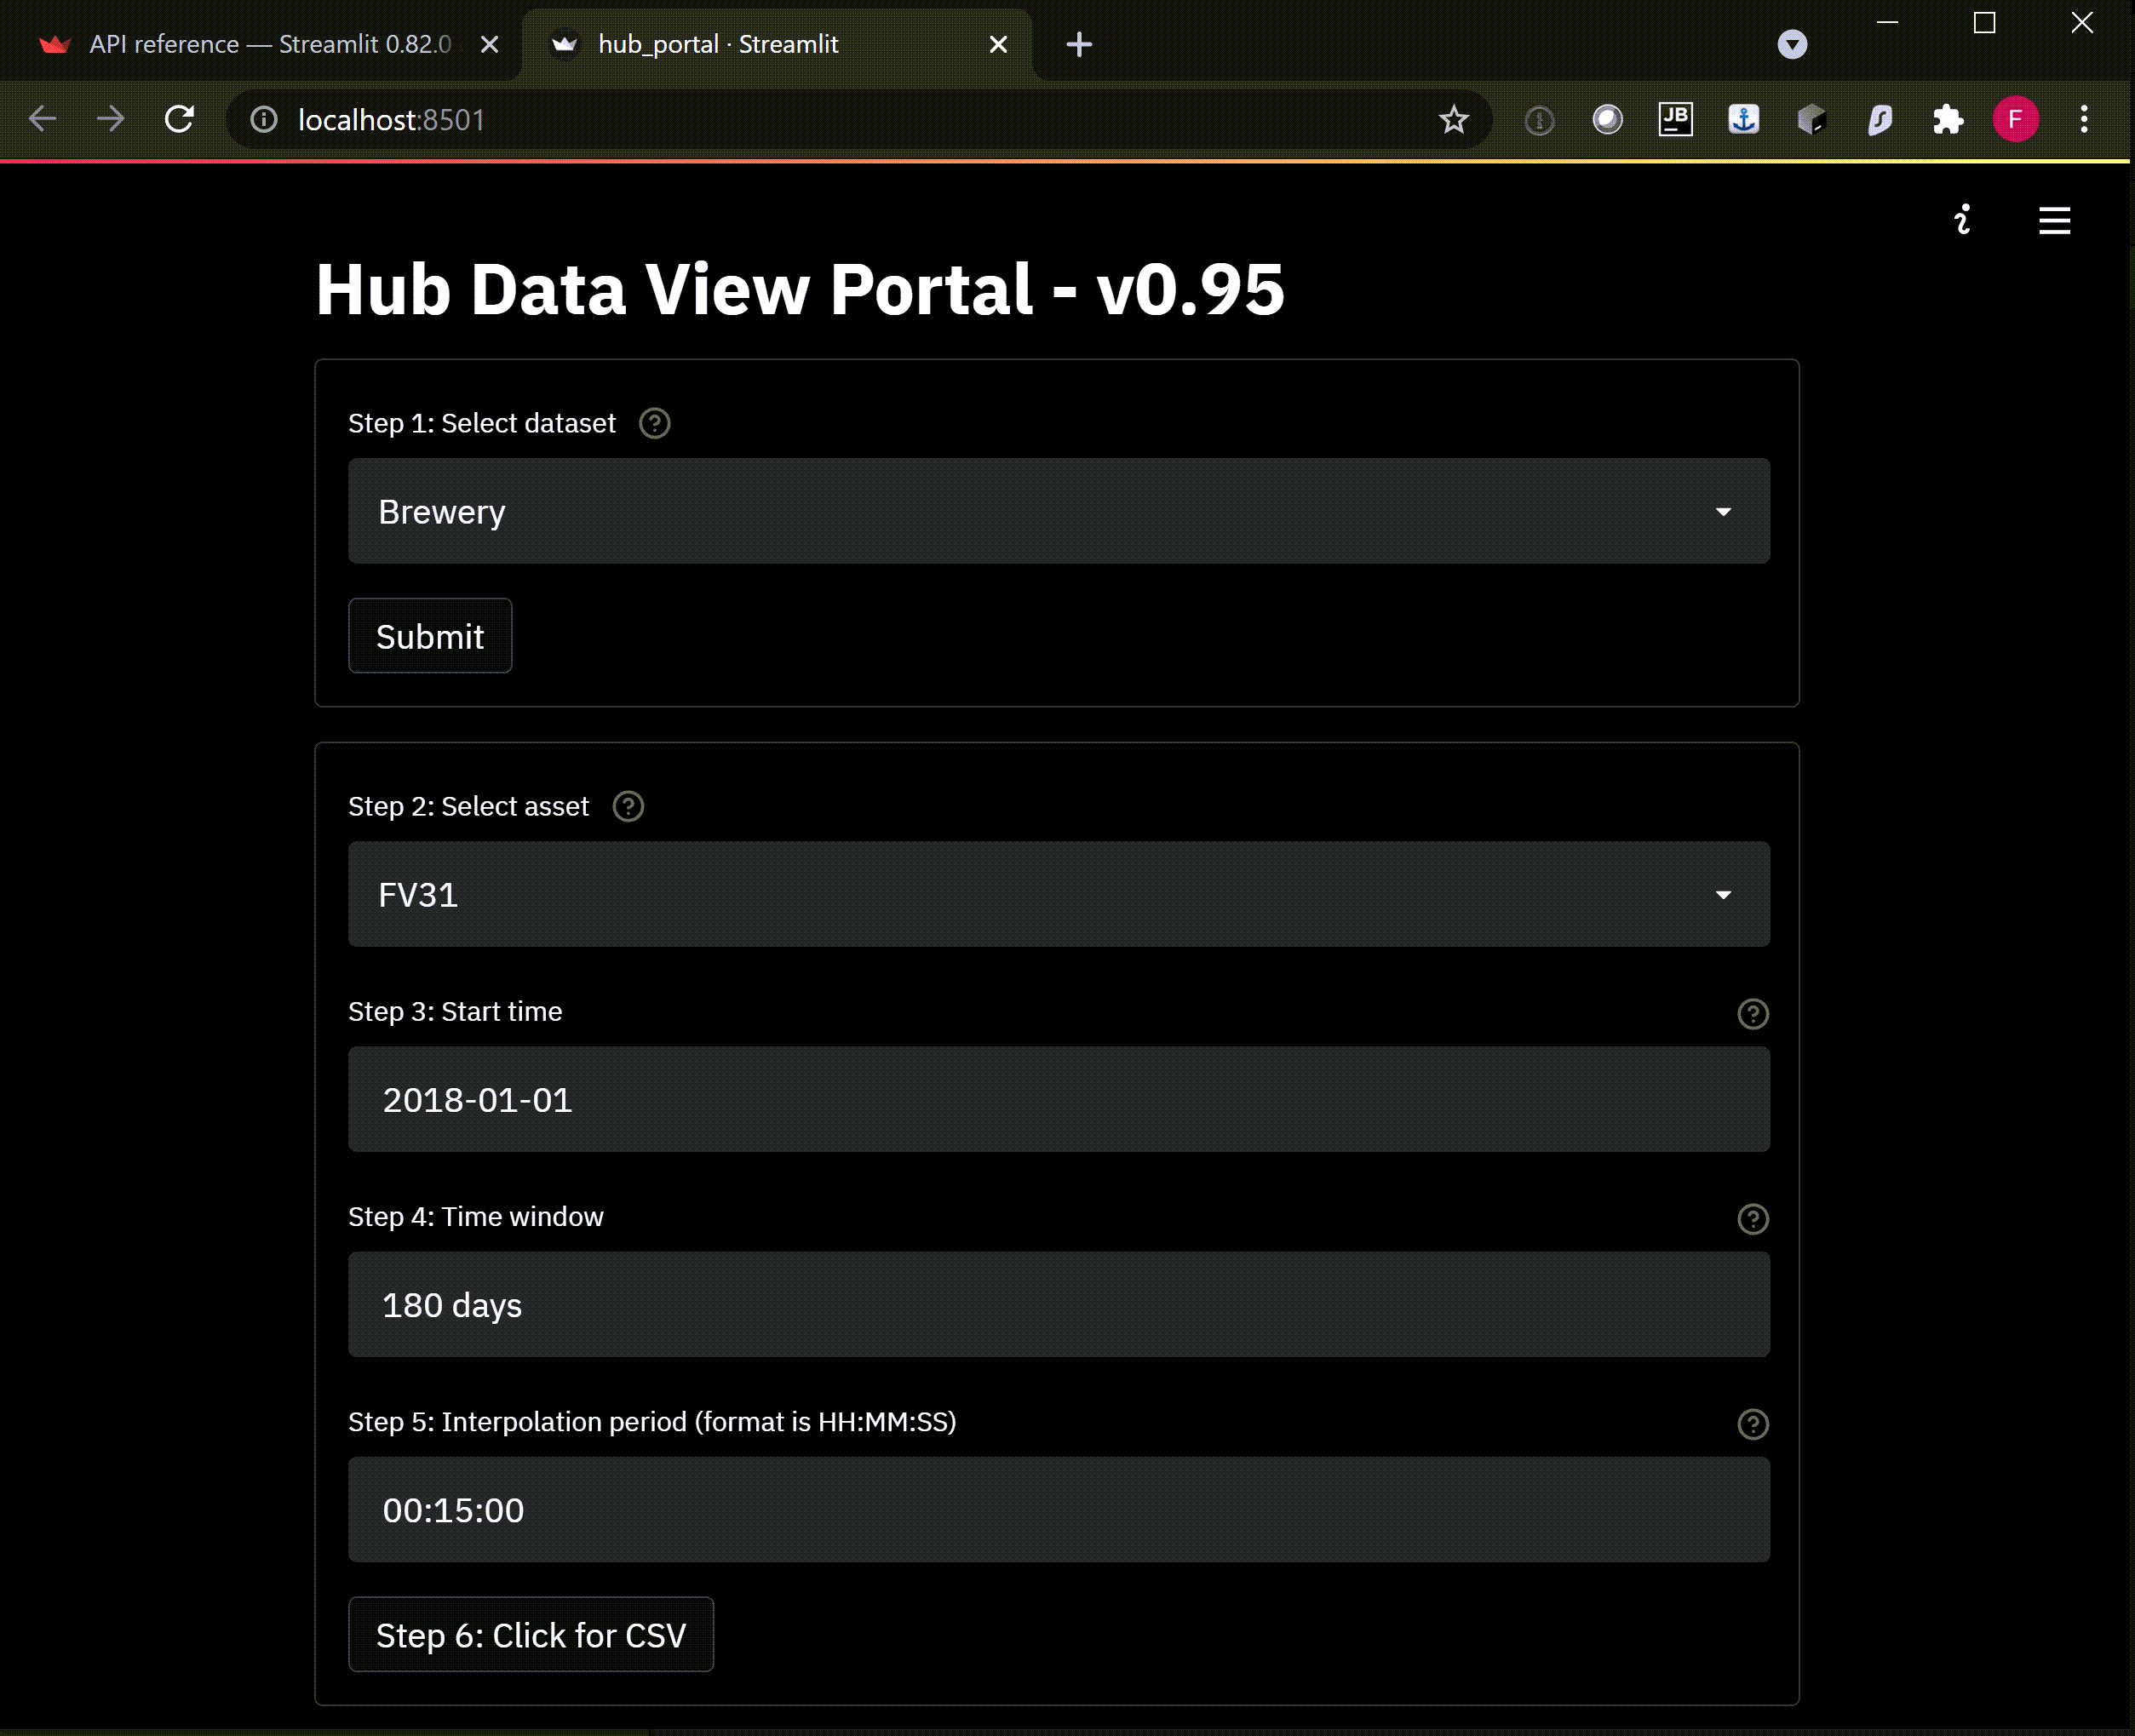 API reference — Streamlit 0.82.0
hub_portal · Streamlit
localhost:8501
JB
F
Hub Data View Portal - v0.95
Step 1: Select dataset
Brewery
Submit
Step 2: Select asset
FV31
Step 3: Start time
2018-01-01
Step 4: Time window
180 days
Step 5: Interpolation period (format is HH:MM:SS)
00:15:00
Step 6: Click for CSV